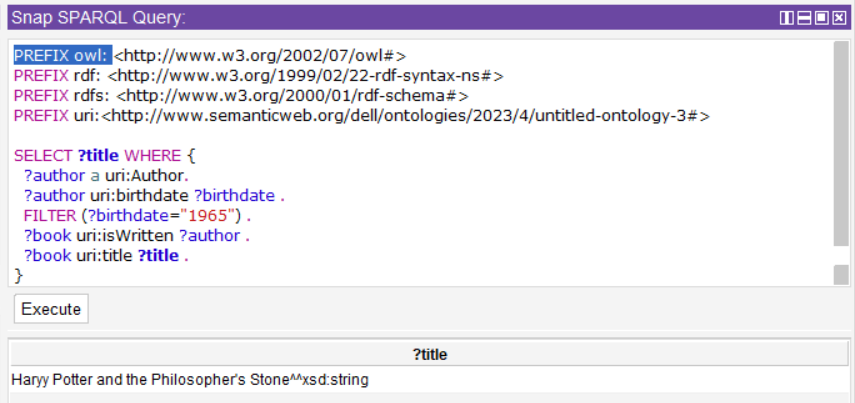 Snap SPARQL Query:
PREFIX owl: <http://www.w3.org/2002/07/owl#>
PREFIX rdf: <http://www.w3.org/1999/02/22-rdf-syntax-ns#>
PREFIX rdfs: <http://www.w3.org/2000/01/rdf-schema#>
PREFIX uri:<http://www.semanticweb.org/dell/ontologies/2023/4/untitled-ontology-3#>
SELECT ?title WHERE {
?author a uri:Author.
?author uri:birthdate ?birthdate .
FILTER (?birthdate="1965") .
?book uri:isWritten ?author .
?book uri:title ?title .
}
Execute
?title
Haryy Potter and the Philosopher's Stone^^xsd:string